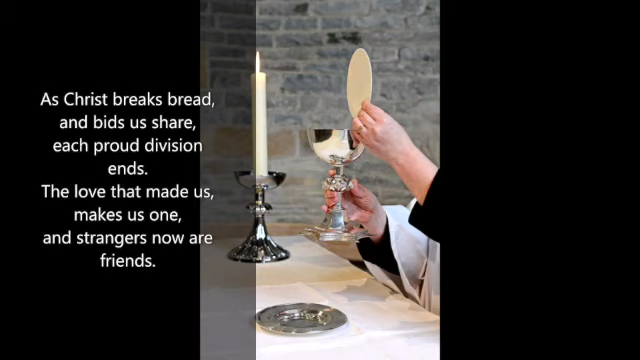 As Christ breaks bread,
and bids us share,
each proud division
ends.
The love that made us,
makes us one,
and strangers now are
friends.